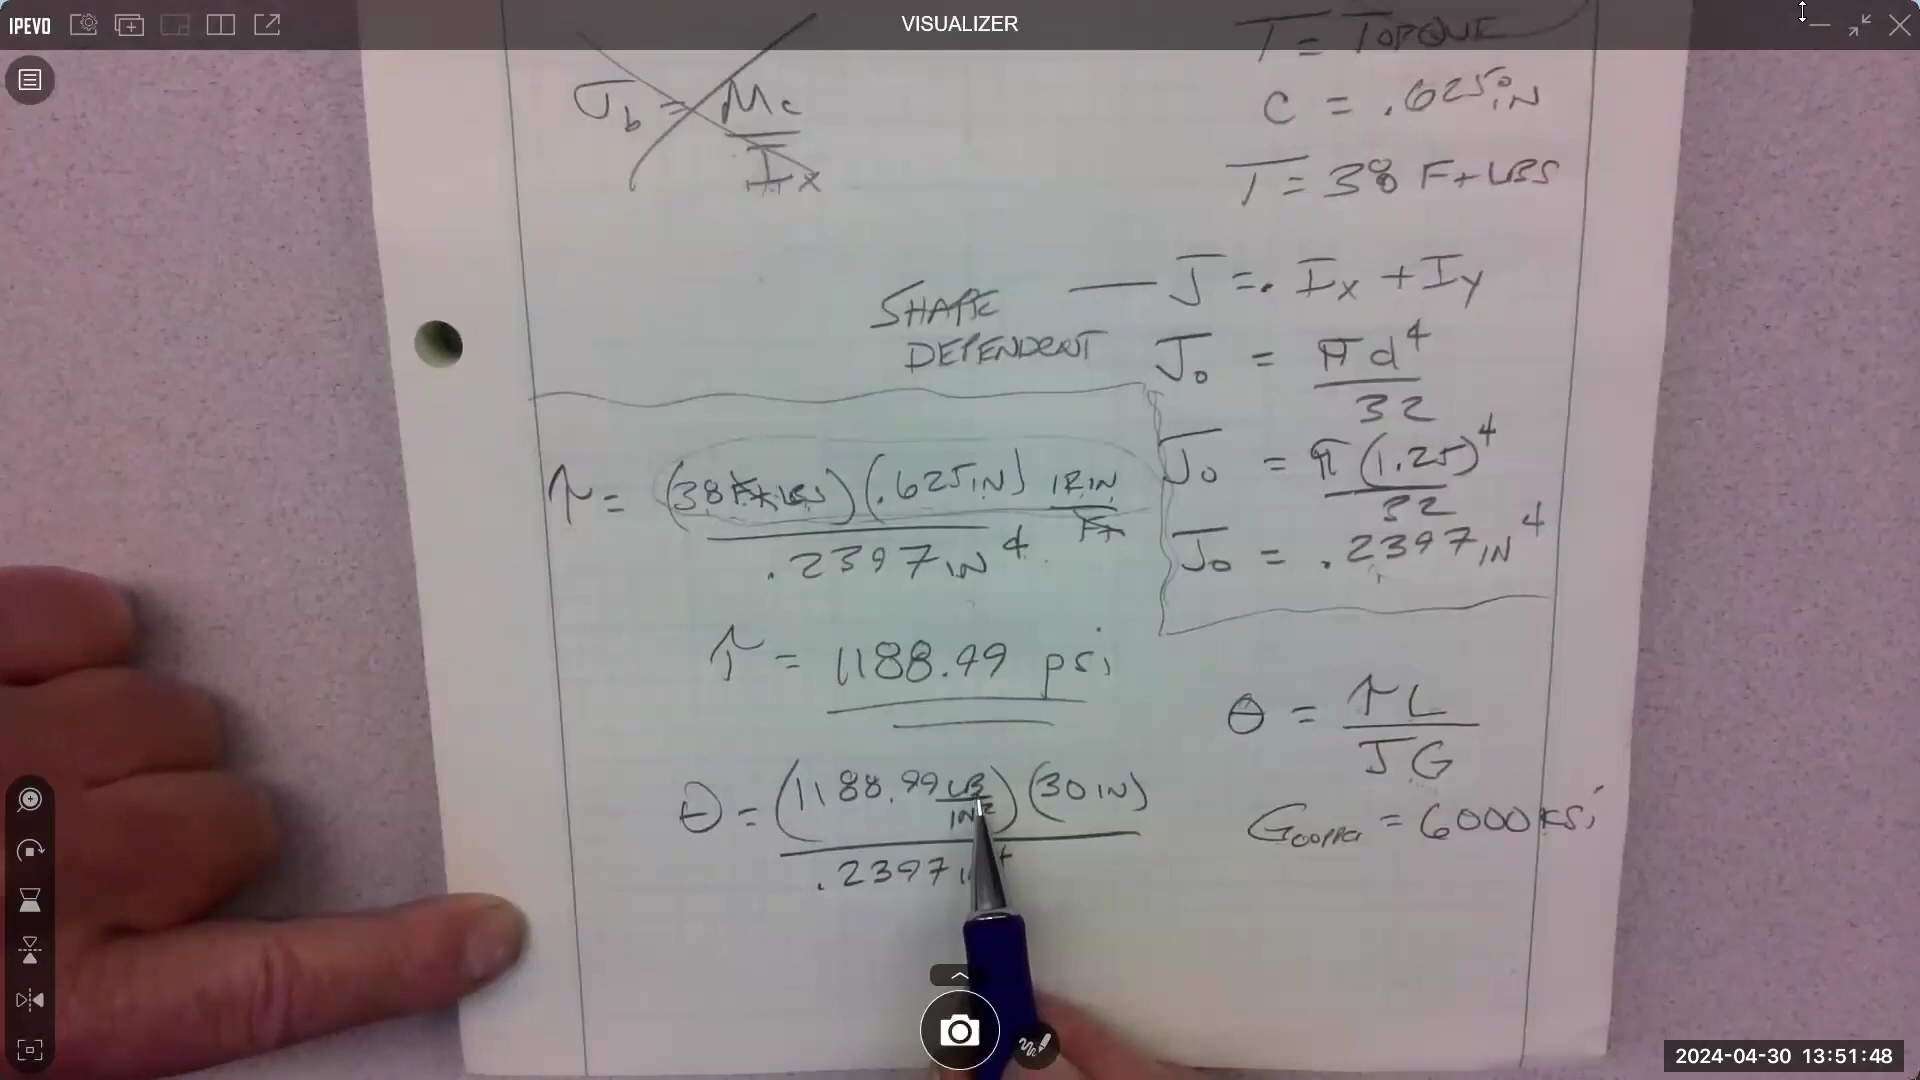 IPEVO
VISUALIZER
T = TORQUE
C = .625 IN
T = 38 Ft LBS
σb = Mc
Ix
SHAPE
DEPENDENT
J = Ix + Iy
Jo = πd⁴
32
Jo = π(1.25)⁴
32
Jo = .2397 IN⁴
τ = (38 Ft LBS)(.625 IN) 12 IN
.2397 IN⁴ Ft
τ = 1188.99 psi
θ = τL
JG
GCOPPER = 6000 KSi
θ = (1188.99 LB
IN²)(30 IN)
.2397
2024-04-30 13:51:48